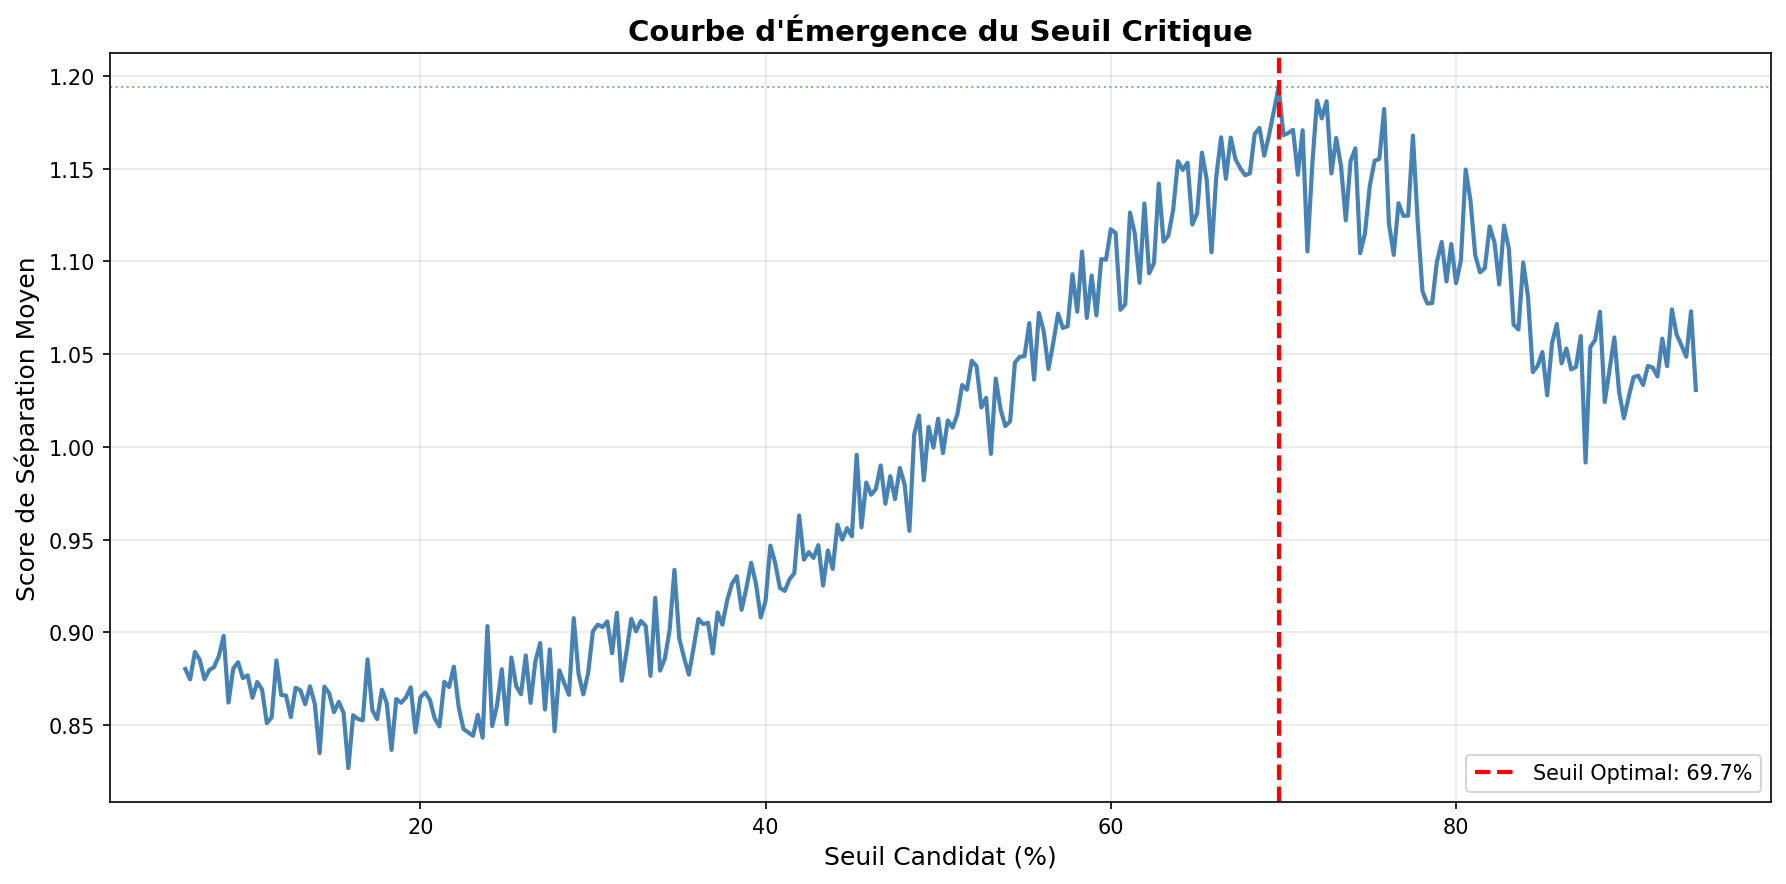 Courbe d'Émergence du Seuil Critique
Score de Séparation Moyen
1.20
1.15
1.10
1.05
1.00
0.95
0.90
0.85
Seuil Optimal: 69.7%
20 40 60 80
Seuil Candidat (%)